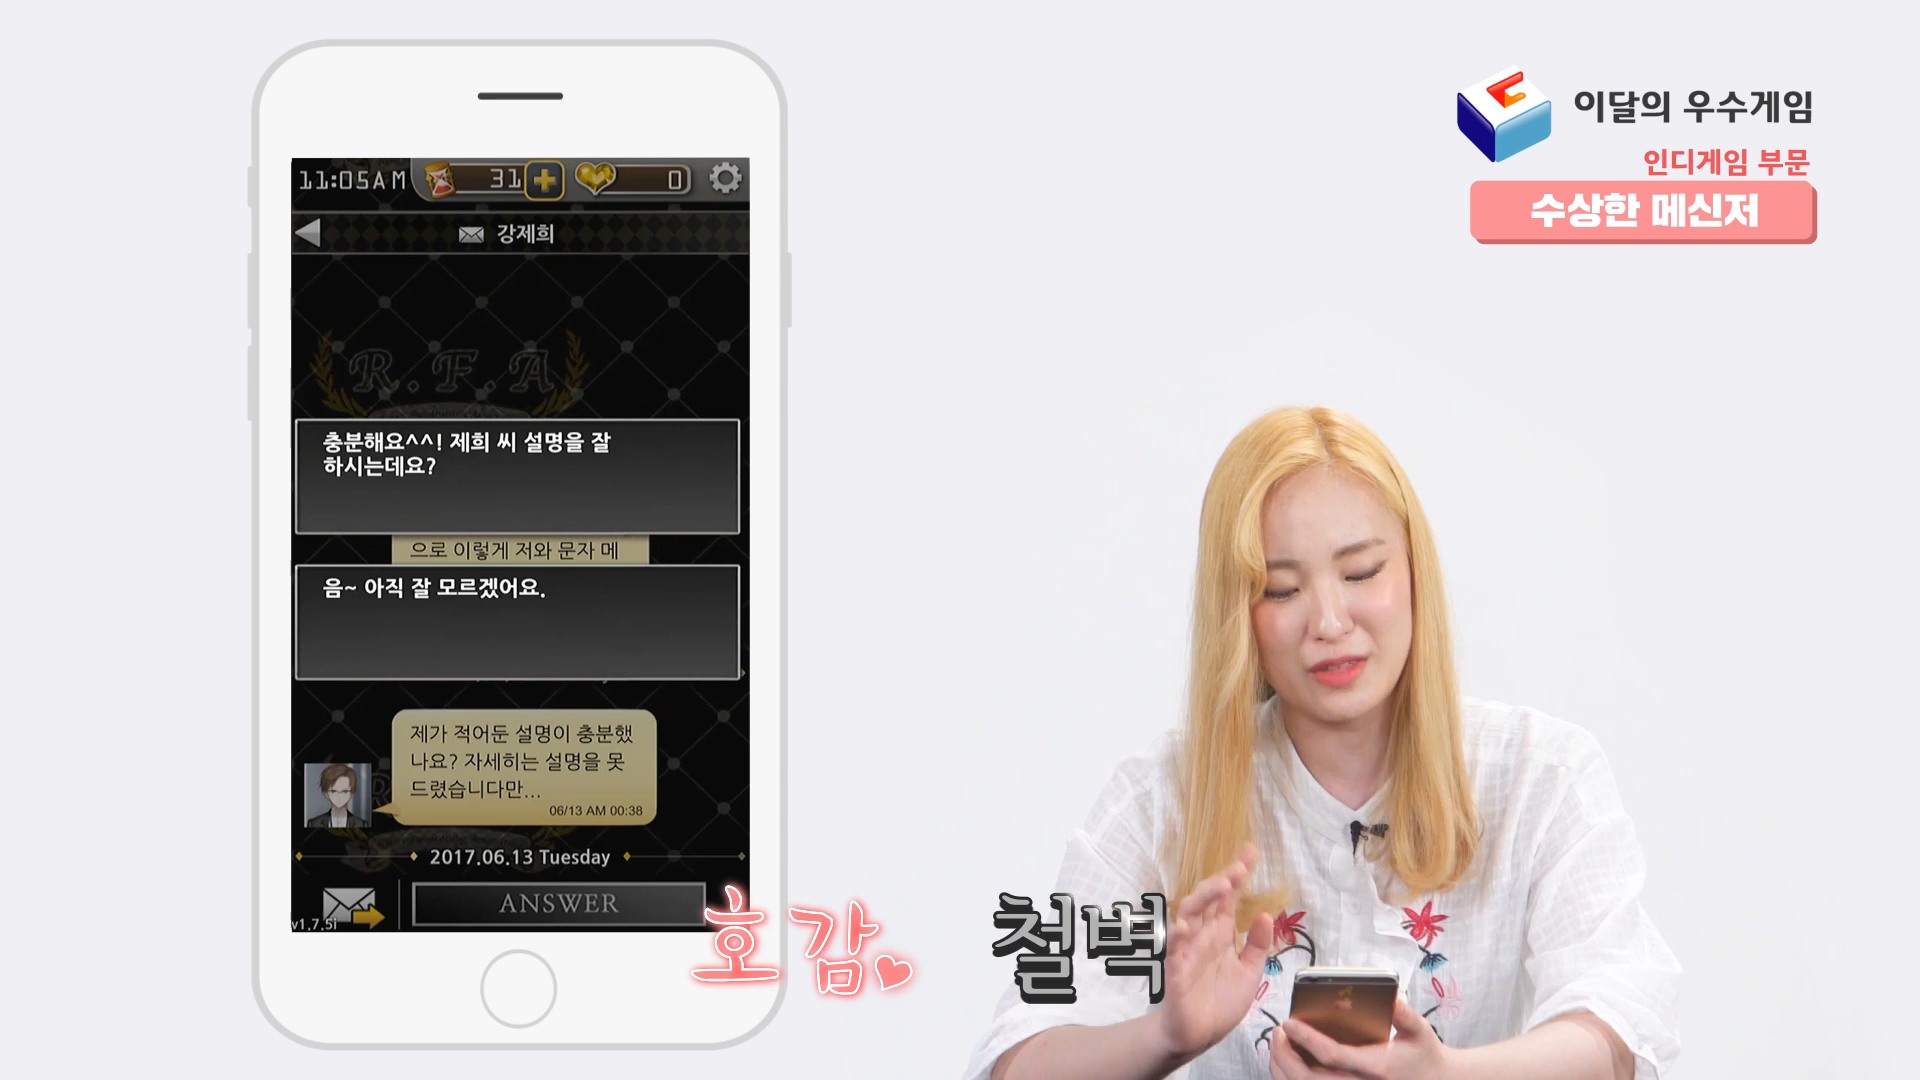 11:05AM
31
0
강제희
R.F.A
충분해요^^! 제희 씨 설명을 잘
하시는데요?
으로 이렇게 저와 문자 메
음~ 아직 잘 모르겠어요.
제가 적어둔 설명이 충분했
나요? 자세히는 설명을 못
드렸습니다만...
06/13 AM 00:38
2017.06.13 Tuesday
ANSWER
v1.7.5i
호감
철벽
이달의 우수게임
인디게임 부문
수상한 메신저